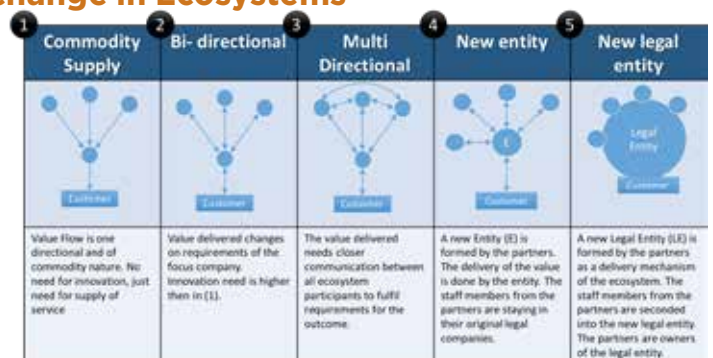 change in Ecosystems
1
Commodity
Supply
2
Bi- directional
3
Multi
Directional
4
New entity
5
New legal
entity
Customer
Customer
Customer
E
Customer
Legal
Entity
Customer
Value Flow is one
directional and of
commodity nature. No
need for innovation, just
need for supply of
service
Value delivered changes
on requirements of the
focus company.
Innovation need is higher
then in (1).
The value delivered
needs closer
communication between
all ecosystem
participants to fulfil
requirements for the
outcome.
A new Entity (E) is
formed by the partners.
The delivery of the value
is done by the entity. The
staff members from the
partners are staying in
their original legal
companies.
A new Legal Entity (LE) is
formed by the partners
as a delivery mechanism
of the ecosystem. The
staff members from the
partners are seconded
into the new legal entity.
The partners are owners
of the legal entity.